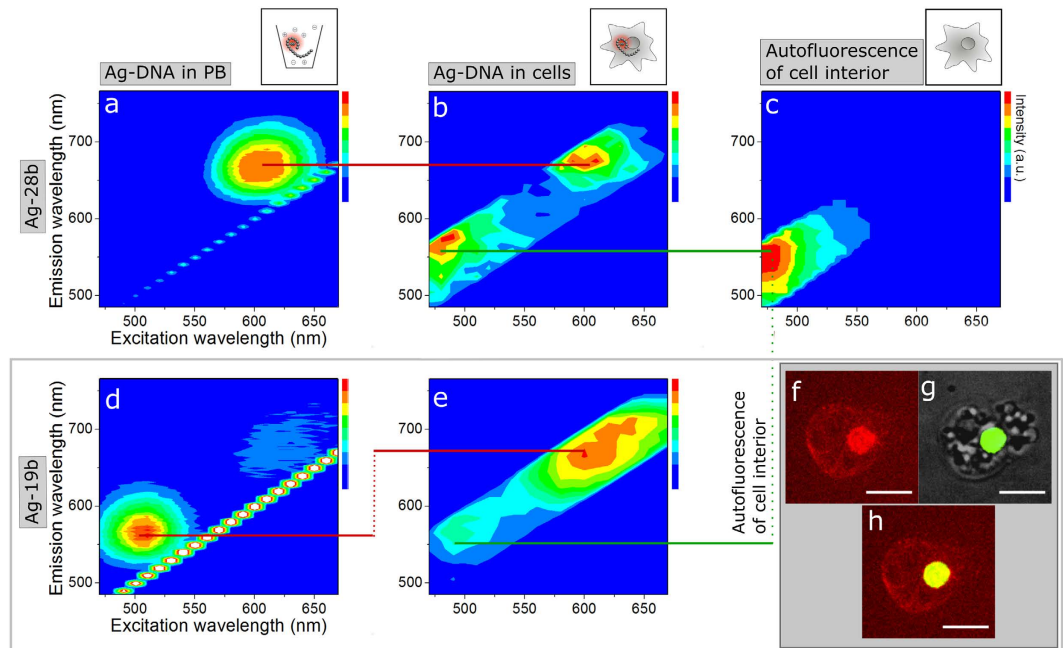 Ag-DNA in PB
Ag-DNA in cells
Autofluorescence
of cell interior
Ag-28b
Emission wavelength (nm)
a
700
600
500
500 550 600 650
Excitation wavelength (nm)
b
700
600
500
500 550 600 650
c
Intensity (a.u.)
700
600
500
500 550 600 650
Ag-19b
Emission wavelength (nm)
d
700
600
500
500 550 600 650
Excitation wavelength (nm)
e
700
600
500
500 550 600 650
Excitation wavelength (nm)
Autofluorescence
of cell interior
f
g
h